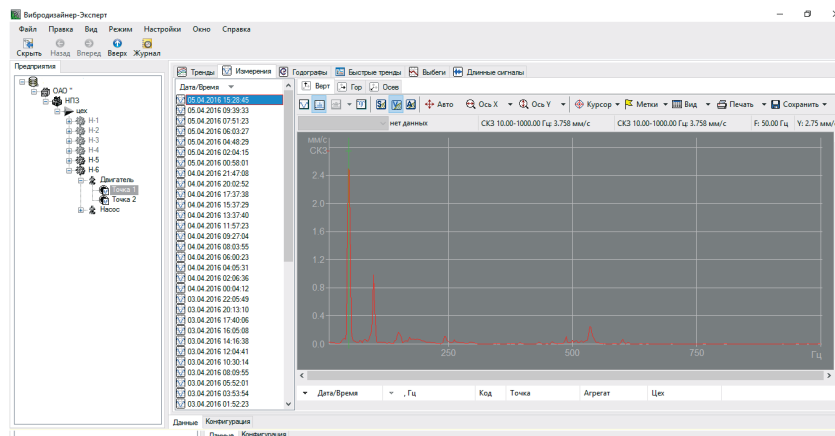 Вибродизайнер-Эксперт
Файл Правка Вид Режим Настройки Окно Справка
Скрыть Назад Вперед Вверх Журнал
Предприятия
ОАО "
НПЗ
цех
Н-1
Н-2
Н-3
Н-4
Н-5
Н-6
Двигатель
Точка 1
Точка 2
Насос
Тренды Измерения Годографы Быстрые тренды Выбеги Длинные сигналы
Дата/Время
05.04.2016 15:28:45
05.04.2016 09:39:33
05.04.2016 07:51:23
05.04.2016 06:03:27
05.04.2016 04:48:29
05.04.2016 02:04:15
05.04.2016 00:58:01
04.04.2016 21:47:08
04.04.2016 20:02:52
04.04.2016 17:37:38
04.04.2016 15:37:29
04.04.2016 13:37:40
04.04.2016 11:57:23
04.04.2016 09:27:04
04.04.2016 08:03:55
04.04.2016 06:00:23
04.04.2016 04:05:31
04.04.2016 02:06:36
04.04.2016 00:04:12
03.04.2016 22:05:49
03.04.2016 20:13:10
03.04.2016 17:40:06
03.04.2016 16:05:08
03.04.2016 14:16:38
03.04.2016 12:04:41
03.04.2016 10:30:14
03.04.2016 08:09:55
03.04.2016 05:52:01
03.04.2016 03:53:54
03.04.2016 01:52:23
Верт Гор Осев
Авто Ось X Ось Y Курсор Метки Вид Печать Сохранить
нет данных СКЗ 10.00-1000.00 Гц: 3.758 мм/с СКЗ 10.00-1000.00 Гц: 3.758 мм/с F: 50.00 Гц Y: 2.75 мм/
мм/с
СКЗ
2.4
2.0
1.6
1.2
0.8
0.4
0.0
250 500 750 Гц
Дата/Время , Гц Код Точка Агрегат Цех
Данные Конфигурация
Данные Конфигурация